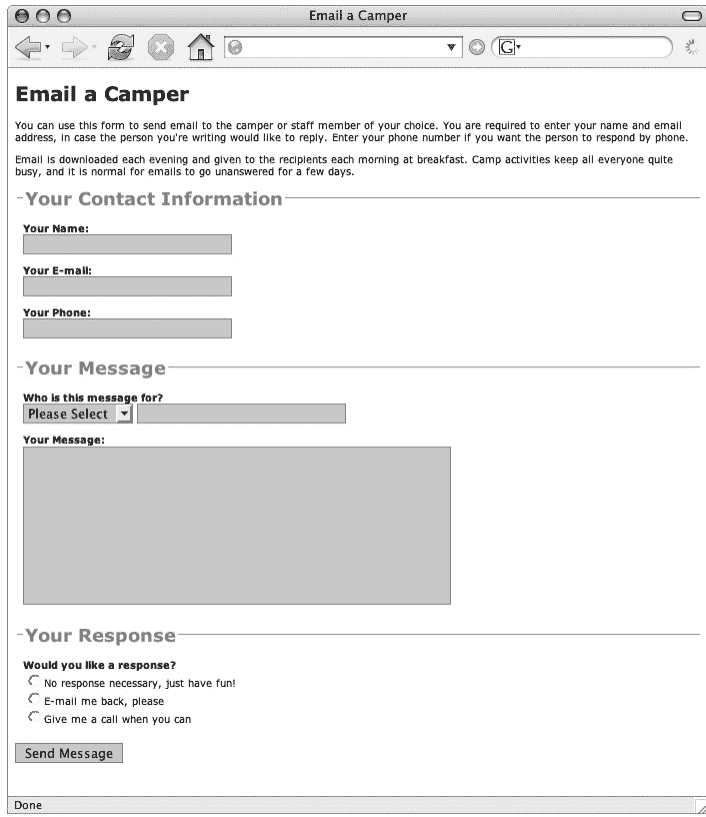 Email a Camper
G
Email a Camper
You can use this form to send email to the camper or staff member of your choice. You are required to enter your name and email
address, in case the person you're writing would like to reply. Enter your phone number if you want the person to respond by phone.
Email is downloaded each evening and given to the recipients each morning at breakfast. Camp activities keep all everyone quite
busy, and it is normal for emails to go unanswered for a few days.
Your Contact Information
Your Name:
Your E-mail:
Your Phone:
Your Message
Who is this message for?
Please Select
Your Message:
Your Response
Would you like a response?
No response necessary, just have fun!
E-mail me back, please
Give me a call when you can
Send Message
Done